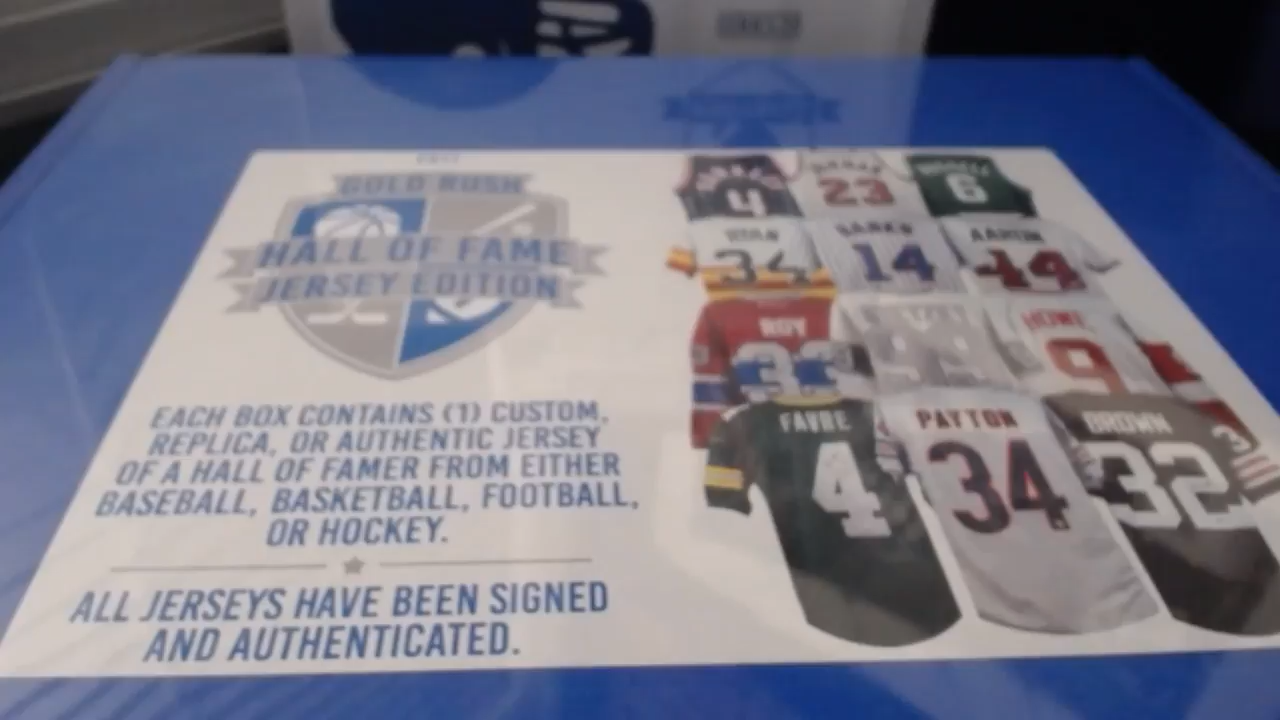 GOLD RUSH
HALL OF FAME
JERSEY EDITION
EACH BOX CONTAINS (1) CUSTOM,
REPLICA, OR AUTHENTIC JERSEY
OF A HALL OF FAMER FROM EITHER
BASEBALL, BASKETBALL, FOOTBALL,
OR HOCKEY.
ALL JERSEYS HAVE BEEN SIGNED
AND AUTHENTICATED.
4
23
6
34
14
AARON
44
ROY
33
HOWE
9
FAVRE
4
PAYTON
34
BROWN
32